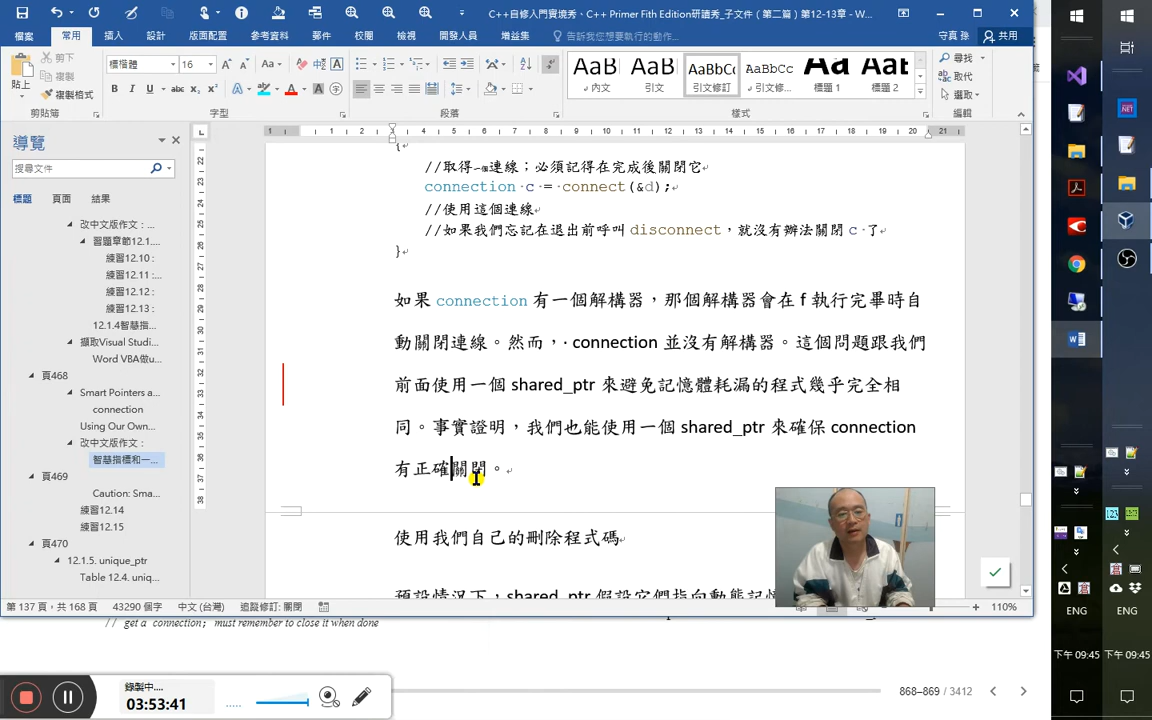 C++自修入門實境秀、C++ Primer Fifth Edition研讀秀_子文件（第二篇）第12-13章 - W...
檔案 常用 插入 設計 版面配置 參考資料 郵件 校閱 檢視 開發人員 增益集 告訴我您想要執行的動作... 守真 孫 共用
貼上 剪下 複製 複製格式
標楷體 16
AaBb AaBb AaBbCc AaBbCc AaB AaBb
內文 引文 引文修訂 引文修... 標題 1 標題 2
尋找 取代 選取
剪貼簿 字型 段落 樣式 編輯
導覽
搜尋文件
標題 頁面 結果
改中文版作文：...
習題章節12.1....
練習12.10：
練習12.11：...
練習12.12：
練習12.13：
12.1.4智慧指...
擷取Visual Studi...
Word VBA做u...
頁468
Smart Pointers a...
connection
Using Our Own...
改中文版作文：
智慧指標和一...
頁469
Caution: Sma...
練習12.14
練習12.15
頁470
12.1.5. unique_ptr
Table 12.4. uniq...
{
//取得一個連線；必須記得在完成後關閉它
connection c = connect(&d);
//使用這個連線
//如果我們忘記在退出前呼叫 disconnect，就沒有辦法關閉 c 了
}
如果 connection 有一個解構器，那個解構器會在 f 執行完畢時自
動關閉連線。然而， connection 並沒有解構器。這個問題跟我們
前面使用一個 shared_ptr 來避免記憶體耗漏的程式幾乎完全相
同。事實證明，我們也能使用一個 shared_ptr 來確保 connection
有正確關閉。
使用我們自己的刪除程式碼
預設情況下，shared_ptr 假設它們指向動態記憶
第 137 頁，共 168 頁 43290 個字 中文 (台灣) 追蹤修訂: 關閉 110%
// get a connection; must remember to close it when done
錄製中....
03:53:41
868–869 / 3412
ENG ENG
下午 09:45 下午 09:45